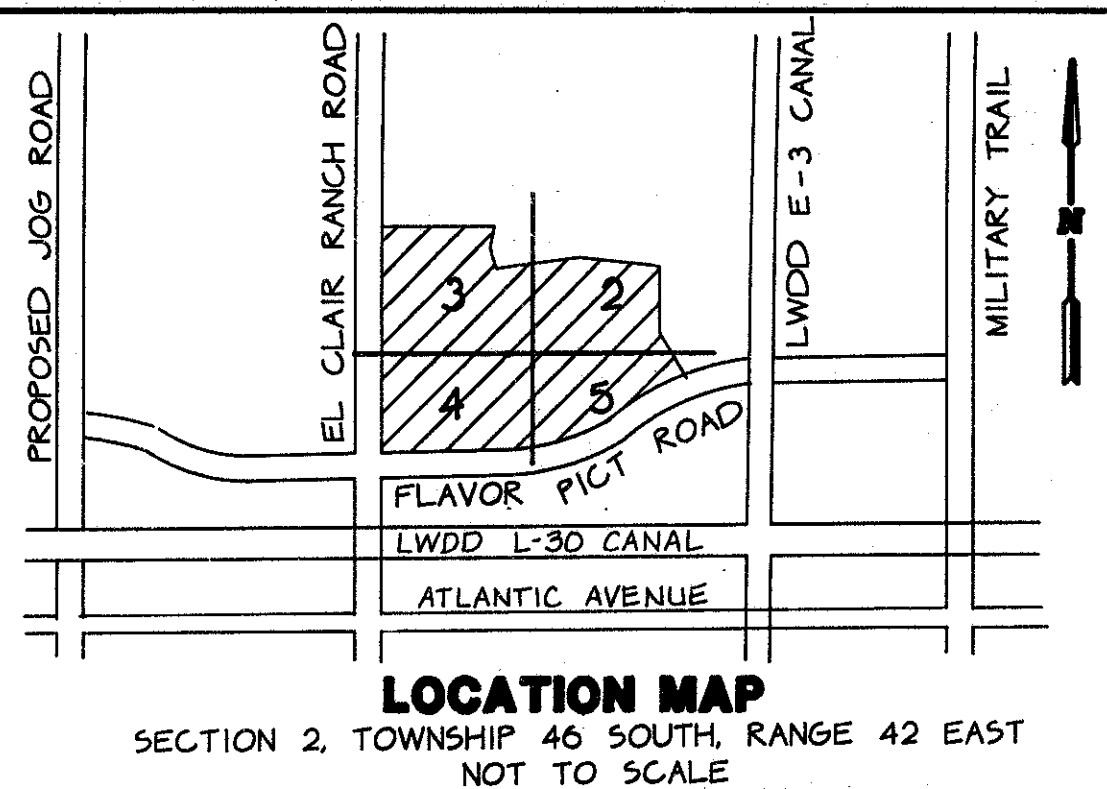 PROPOSED JOG ROAD
EL CLAIR RANCH ROAD
LWDD E-3 CANAL
MILITARY TRAIL
N
3
2
4
5
FLAVOR PICT ROAD
LWDD L-30 CANAL
ATLANTIC AVENUE
LOCATION MAP
SECTION 2, TOWNSHIP 46 SOUTH, RANGE 42 EAST
NOT TO SCALE